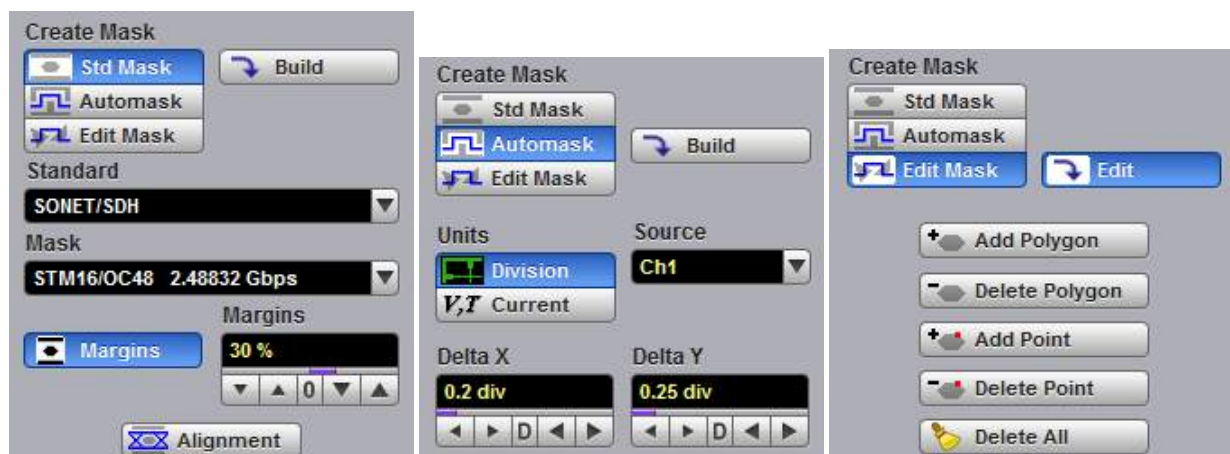 Create Mask
Std Mask
Build
Automask
Edit Mask
Standard
SONET/SDH
Mask
STM16/OC48 2.48832 Gbps
Margins
Margins
30 %
0
Alignment
Create Mask
Std Mask
Automask
Build
Edit Mask
Units
Source
Division
Ch1
V,T Current
Delta X
Delta Y
0.2 div
0.25 div
D
D
Create Mask
Std Mask
Automask
Edit Mask
Edit
Add Polygon
Delete Polygon
Add Point
Delete Point
Delete All